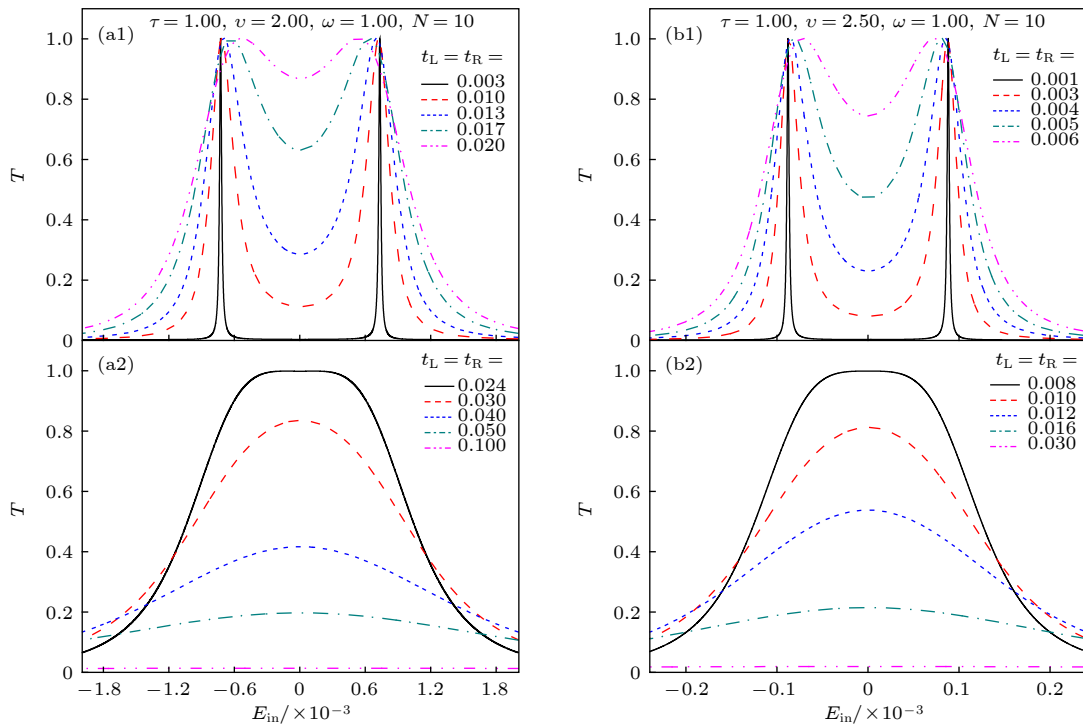 τ = 1.00, υ = 2.00, ω = 1.00, N = 10
(a1)
t_L = t_R =
0.003
0.010
0.013
0.017
0.020
T
1.0
0.8
0.6
0.4
0.2
0
(a2)
t_L = t_R =
0.024
0.030
0.040
0.050
0.100
T
1.0
0.8
0.6
0.4
0.2
0
−1.8 −1.2 −0.6 0 0.6 1.2 1.8
E_in/×10⁻³
τ = 1.00, υ = 2.50, ω = 1.00, N = 10
(b1)
t_L = t_R =
0.001
0.003
0.004
0.005
0.006
T
1.0
0.8
0.6
0.4
0.2
0
(b2)
t_L = t_R =
0.008
0.010
0.012
0.016
0.030
T
1.0
0.8
0.6
0.4
0.2
0
−0.2 −0.1 0 0.1 0.2
E_in/×10⁻³